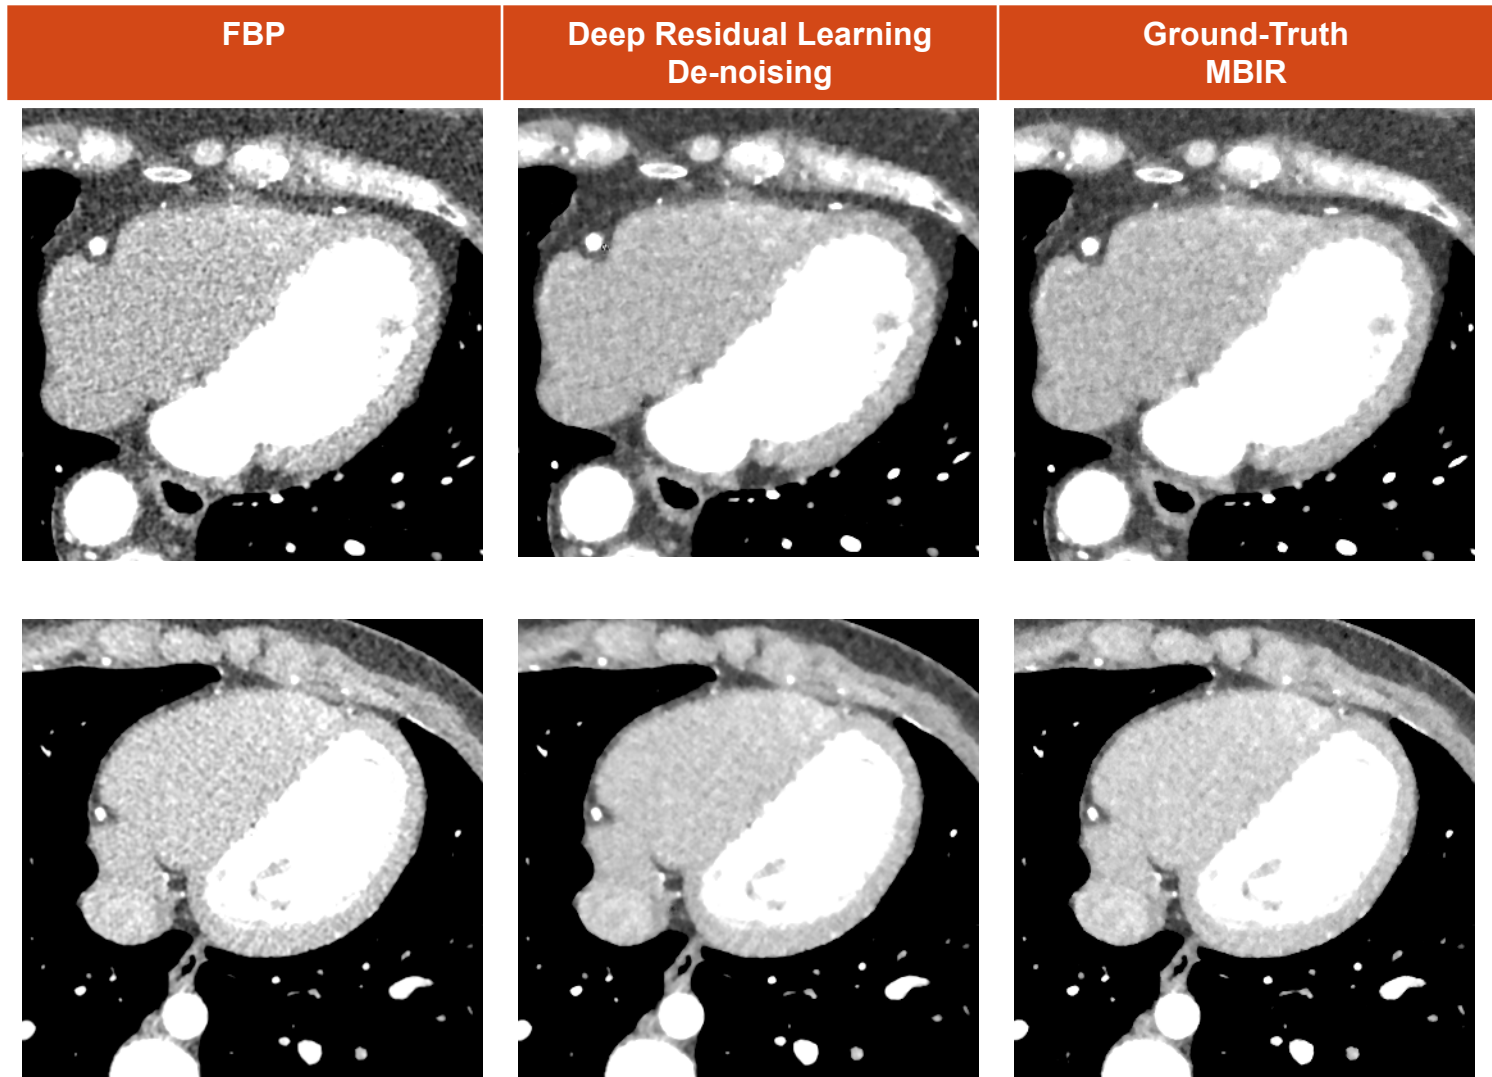 FBP
Deep Residual Learning
De-noising
Ground-Truth
MBIR